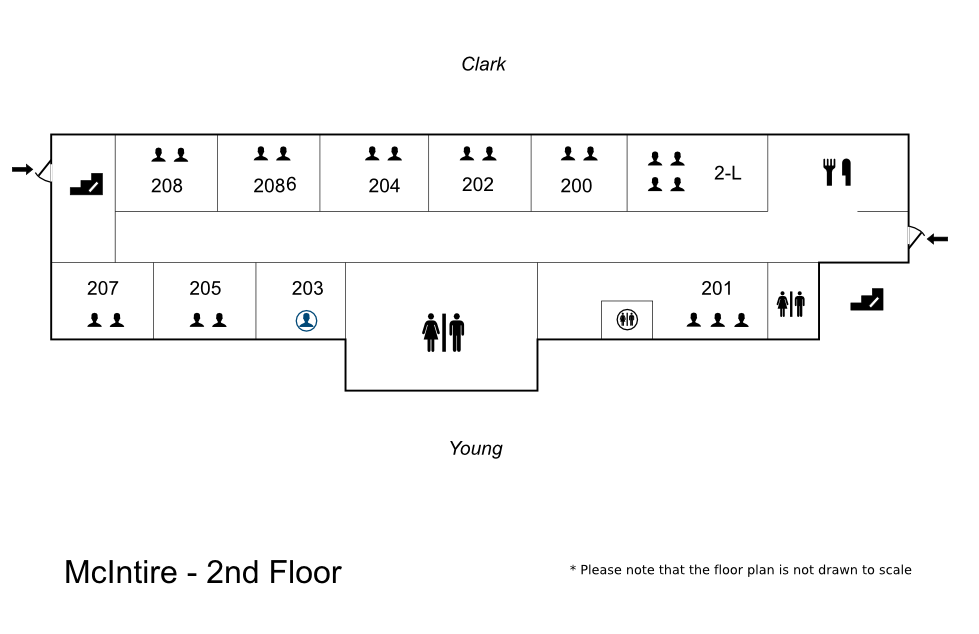 Clark
208 2086 204 202 200 2-L
207 205 203 201
Young
McIntire - 2nd Floor
* Please note that the floor plan is not drawn to scale